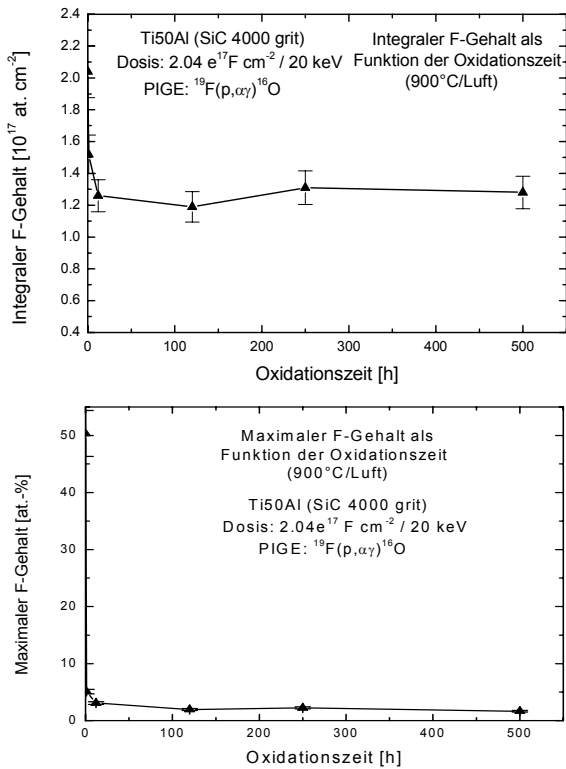 2.4
2.2
2.0
1.8
1.6
1.4
1.2
1.0
0.8
0.6
0.4
Integraler F-Gehalt [10¹⁷ at. cm⁻²]
Ti50Al (SiC 4000 grit)
Dosis: 2.04 e¹⁷F cm⁻² / 20 keV
PIGE: ¹⁹F(p,αγ)¹⁶O
Integraler F-Gehalt als
Funktion der Oxidationszeit
(900°C/Luft)
0 100 200 300 400 500
Oxidationszeit [h]
50
40
30
20
10
5
0
Maximaler F-Gehalt [at.-%]
Maximaler F-Gehalt als
Funktion der Oxidationszeit
(900°C/Luft)
Ti50Al (SiC 4000 grit)
Dosis: 2.04e¹⁷ F cm⁻² / 20 keV
PIGE: ¹⁹F(p,αγ)¹⁶O
0 100 200 300 400 500
Oxidationszeit [h]